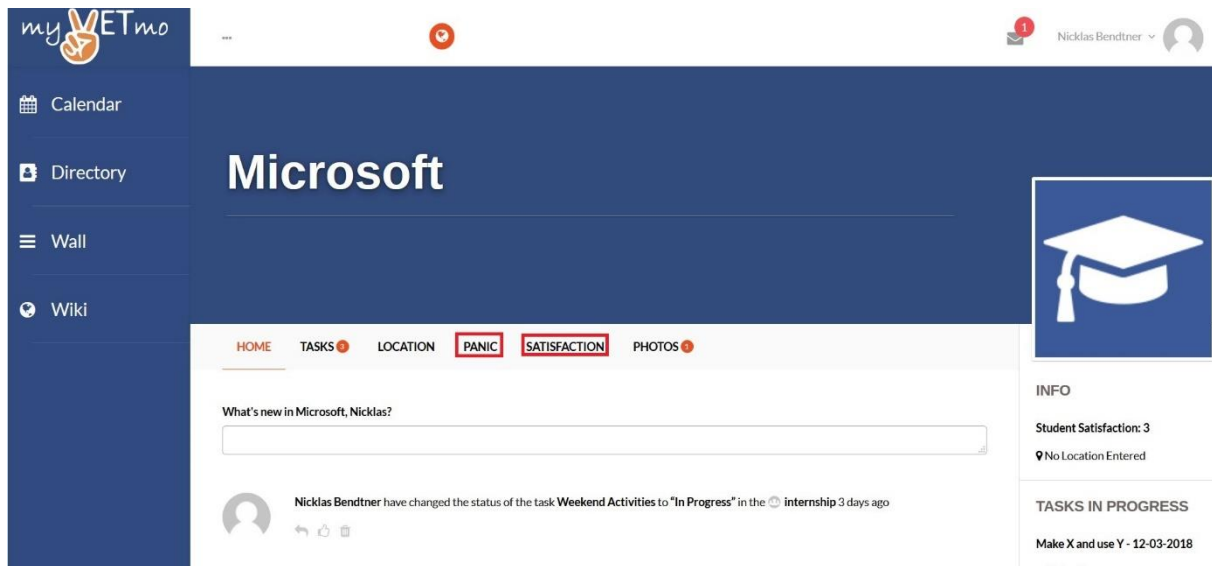 myVETmo
...
1
Nicklas Bendtner
Calendar
Directory
Wall
Wiki
Microsoft
HOME TASKS 3 LOCATION PANIC SATISFACTION PHOTOS 1
What's new in Microsoft, Nicklas?
Nicklas Bendtner have changed the status of the task Weekend Activities to "In Progress" in the internship 3 days ago
INFO
Student Satisfaction: 3
No Location Entered
TASKS IN PROGRESS
Make X and use Y - 12-03-2018